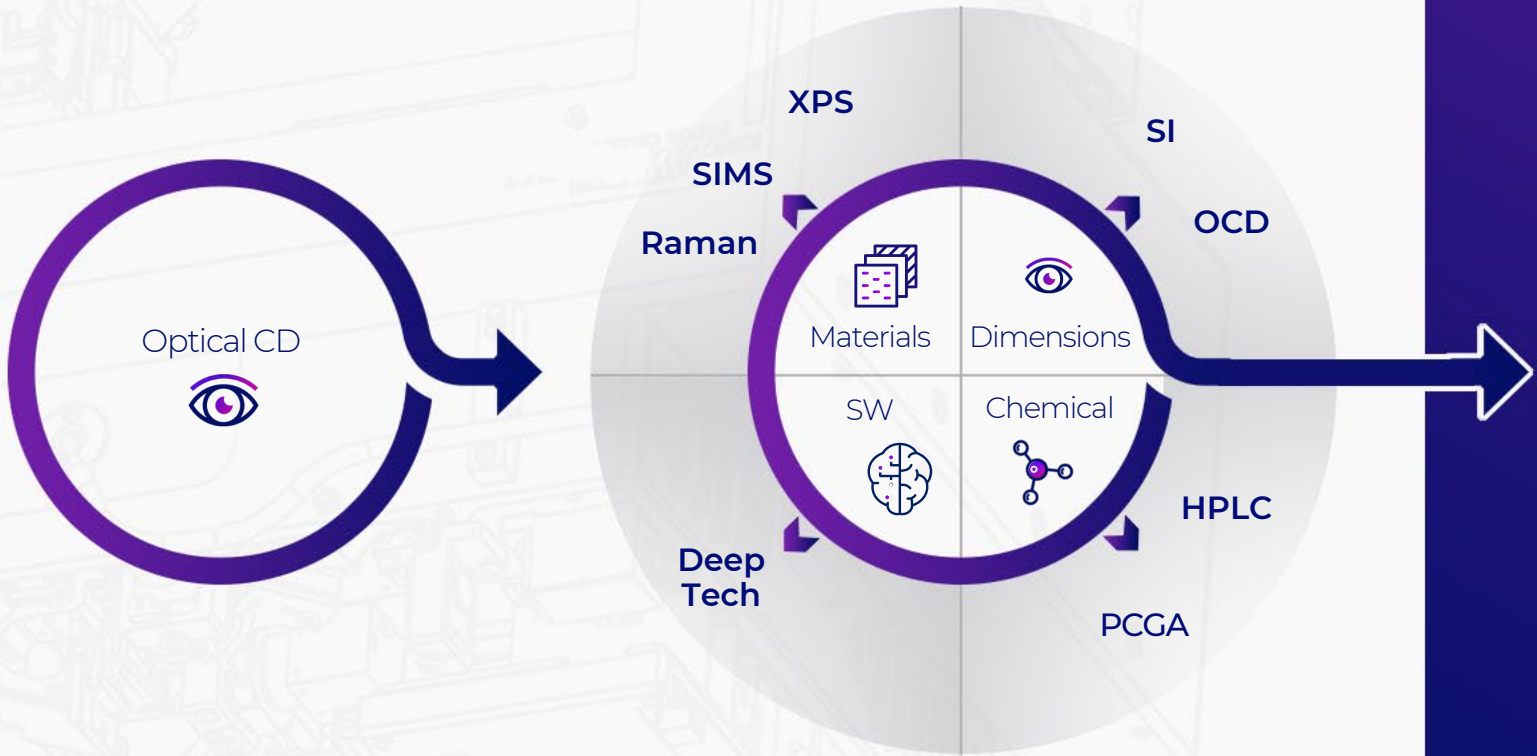 Optical CD
XPS
SIMS
Raman
SI
OCD
Materials
Dimensions
SW
Chemical
Deep
Tech
HPLC
PCGA